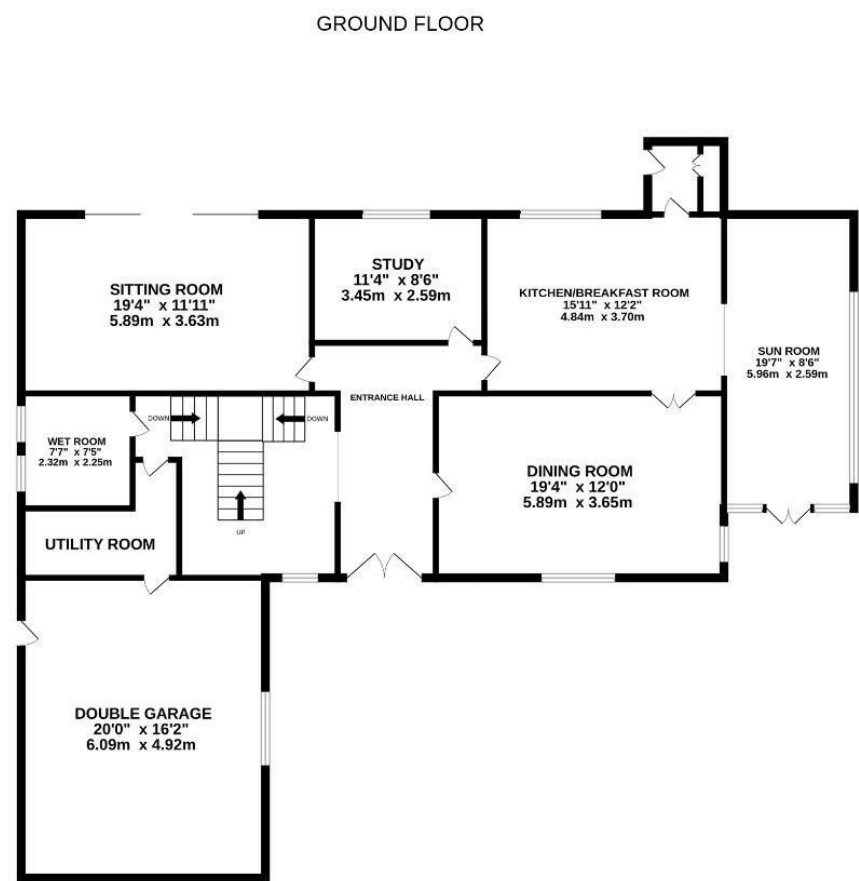 GROUND FLOOR
SITTING ROOM
19'4" x 11'11"
5.89m x 3.63m
STUDY
11'4" x 8'6"
3.45m x 2.59m
KITCHEN/BREAKFAST ROOM
15'11" x 12'2"
4.84m x 3.70m
SUN ROOM
19'7" x 8'6"
5.96m x 2.59m
ENTRANCE HALL
DOWN
DOWN
WET ROOM
7'7" x 7'5"
2.32m x 2.25m
DINING ROOM
19'4" x 12'0"
5.89m x 3.65m
UP
UTILITY ROOM
DOUBLE GARAGE
20'0" x 16'2"
6.09m x 4.92m